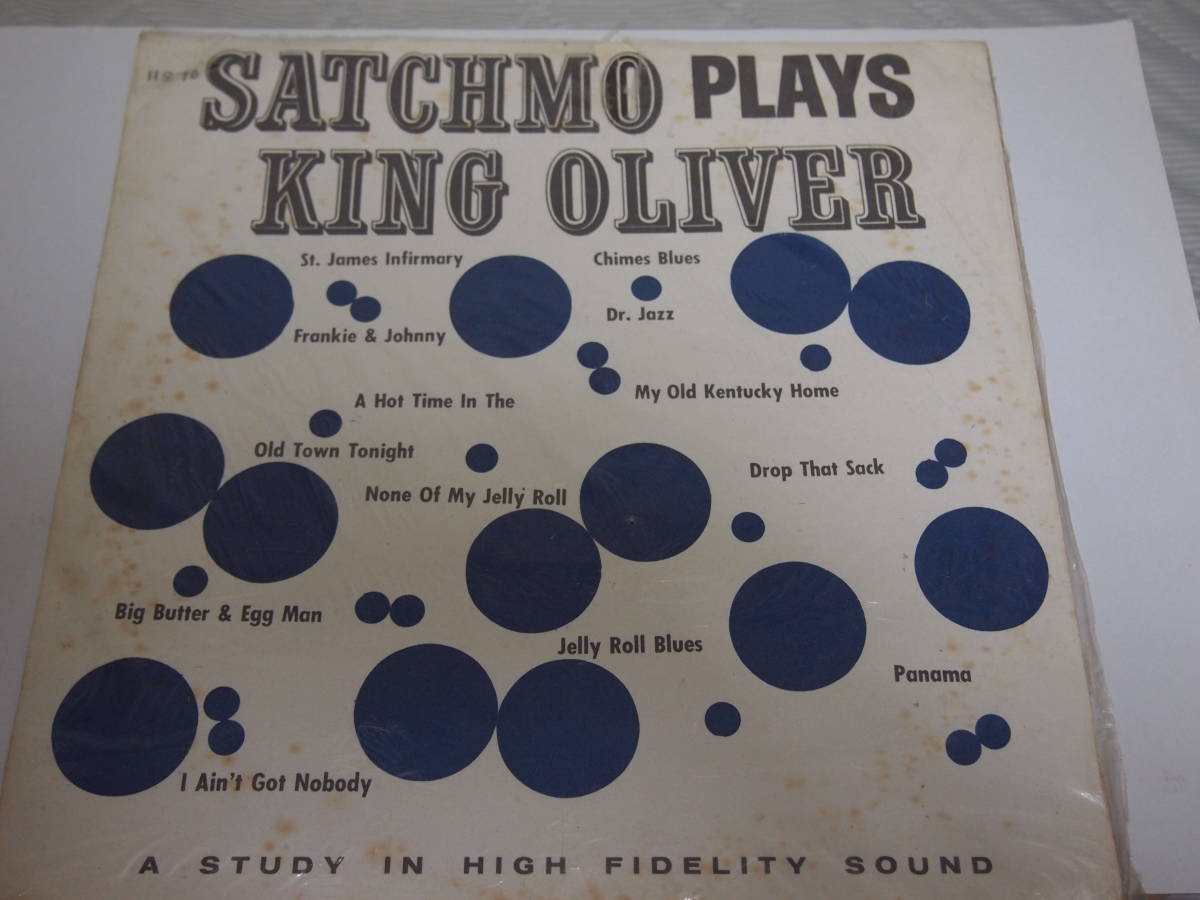 HS 10
SATCHMO PLAYS
KING OLIVER
St. James Infirmary
Chimes Blues
Frankie & Johnny
Dr. Jazz
My Old Kentucky Home
A Hot Time In The
Old Town Tonight
None Of My Jelly Roll
Drop That Sack
Big Butter & Egg Man
Jelly Roll Blues
Panama
I Ain't Got Nobody
A STUDY IN HIGH FIDELITY SOUND